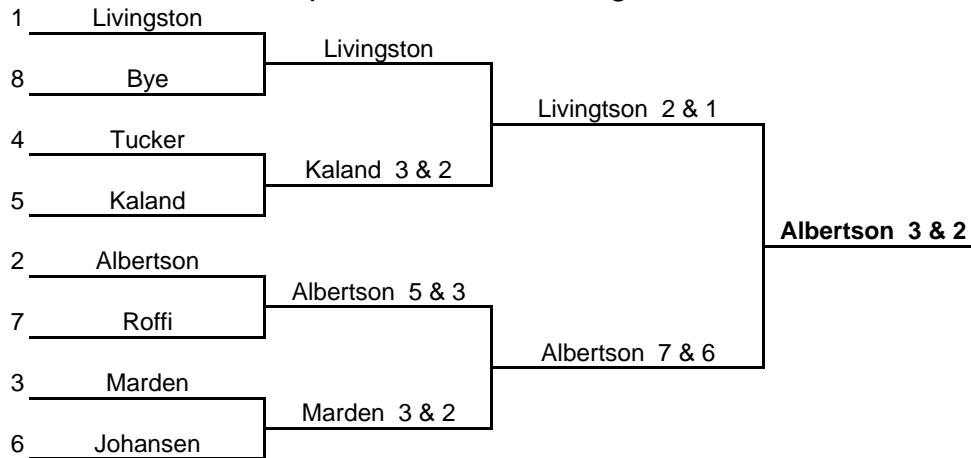 1 Livingston
Livingston
8 Bye
Livingtson 2 & 1
4 Tucker
Kaland 3 & 2
5 Kaland
Albertson 3 & 2
2 Albertson
Albertson 5 & 3
7 Roffi
Albertson 7 & 6
3 Marden
Marden 3 & 2
6 Johansen